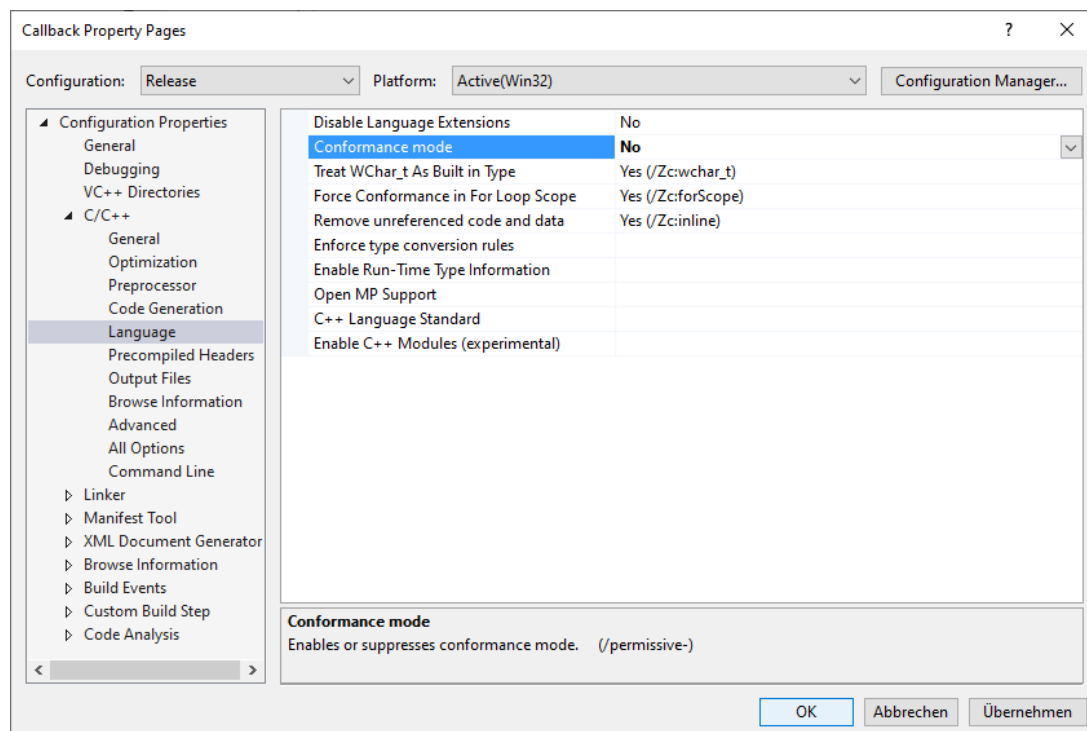 Callback Property Pages ?
Configuration: Release Platform: Active(Win32) Configuration Manager...
Configuration Properties
General
Debugging
VC++ Directories
C/C++
General
Optimization
Preprocessor
Code Generation
Language
Precompiled Headers
Output Files
Browse Information
Advanced
All Options
Command Line
Linker
Manifest Tool
XML Document Generator
Browse Information
Build Events
Custom Build Step
Code Analysis
Disable Language Extensions No
Conformance mode No
Treat WChar_t As Built in Type Yes (/Zc:wchar_t)
Force Conformance in For Loop Scope Yes (/Zc:forScope)
Remove unreferenced code and data Yes (/Zc:inline)
Enforce type conversion rules
Enable Run-Time Type Information
Open MP Support
C++ Language Standard
Enable C++ Modules (experimental)
Conformance mode
Enables or suppresses conformance mode. (/permissive-)
OK Abbrechen Übernehmen